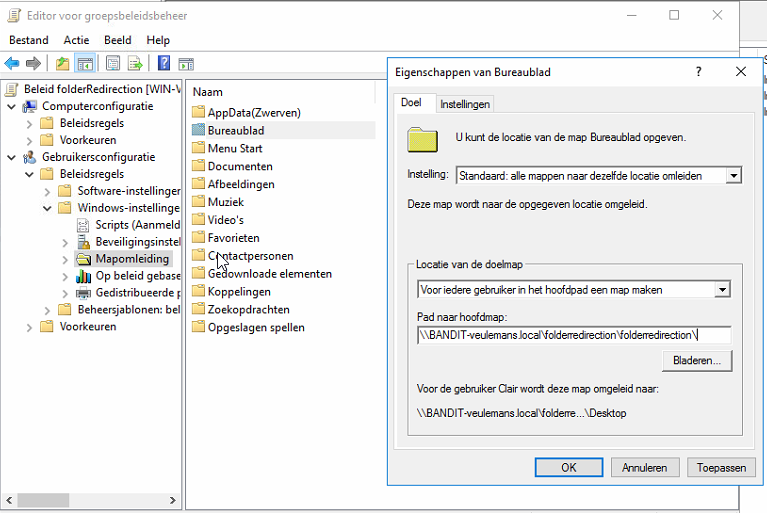 Editor voor groepsbeleidsbeheer
Bestand Actie Beeld Help
Beleid folderRedirection [WIN-V
Computerconfiguratie
Beleidsregels
Voorkeuren
Gebruikersconfiguratie
Beleidsregels
Software-instellingen
Windows-instellinge
Scripts (Aanmeld
Beveiligingsinstel
Mapomleiding
Op beleid gebase
Gedistribueerde p
Beheersjablonen: bel
Voorkeuren
Naam
AppData(Zwerven)
Bureaublad
Menu Start
Documenten
Afbeeldingen
Muziek
Video's
Favorieten
Contactpersonen
Gedownloade elementen
Koppelingen
Zoekopdrachten
Opgeslagen spellen
Eigenschappen van Bureaublad
Doel Instellingen
U kunt de locatie van de map Bureaublad opgeven.
Instelling: Standaard: alle mappen naar dezelfde locatie omleiden
Deze map wordt naar de opgegeven locatie omgeleid.
Locatie van de doelmap
Voor iedere gebruiker in het hoofdpad een map maken
Pad naar hoofdmap:
\\BANDIT-veulemans.local\folderredirection\folderredirection\
Bladeren...
Voor de gebruiker Clair wordt deze map omgeleid naar:
\\BANDIT-veulemans.local\folderre...\Desktop
OK Annuleren Toepassen